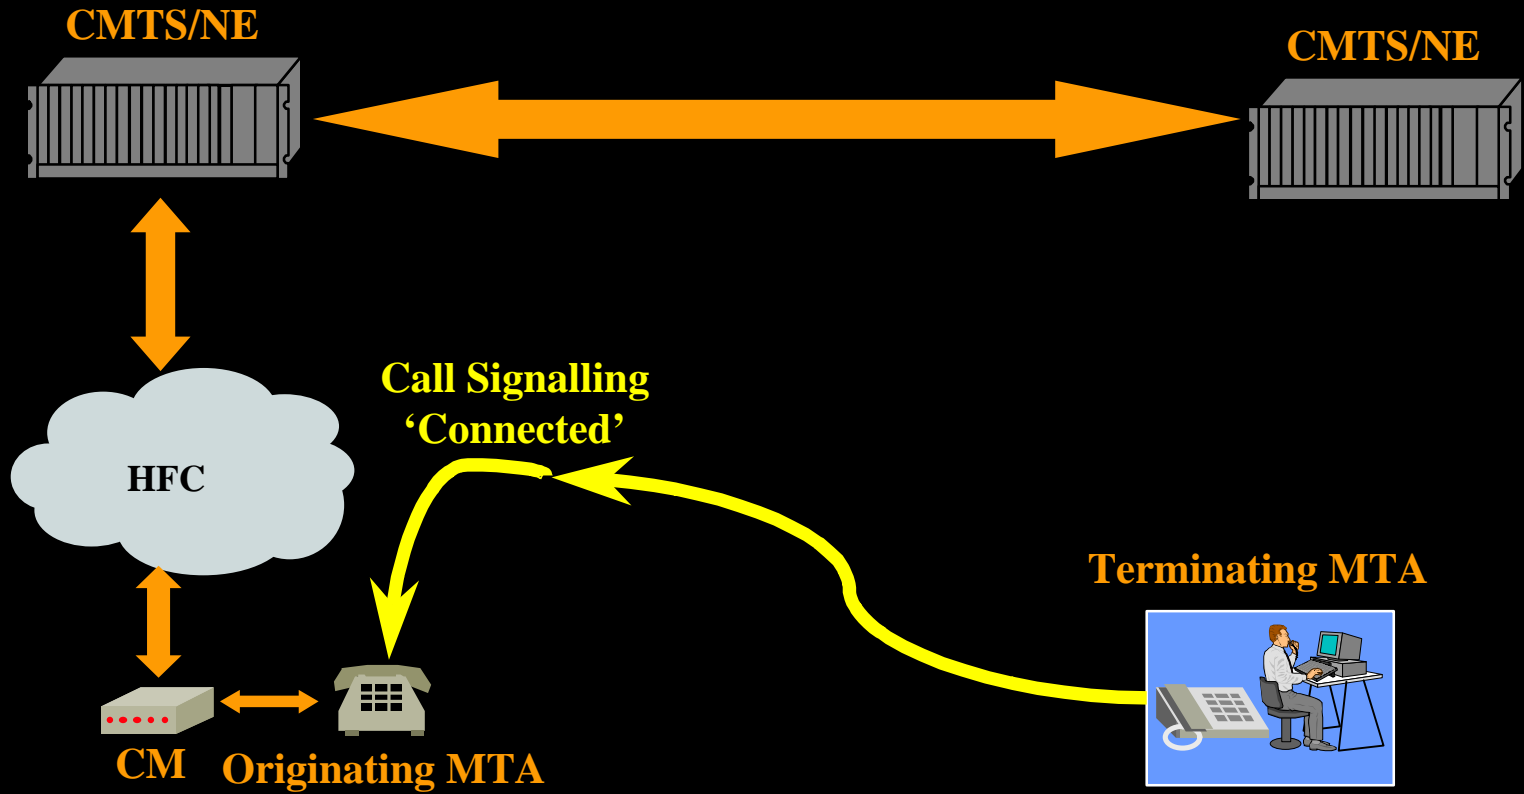 CMTS/NE
CMTS/NE
Call Signalling
‘Connected’
HFC
Terminating MTA
CM
Originating MTA